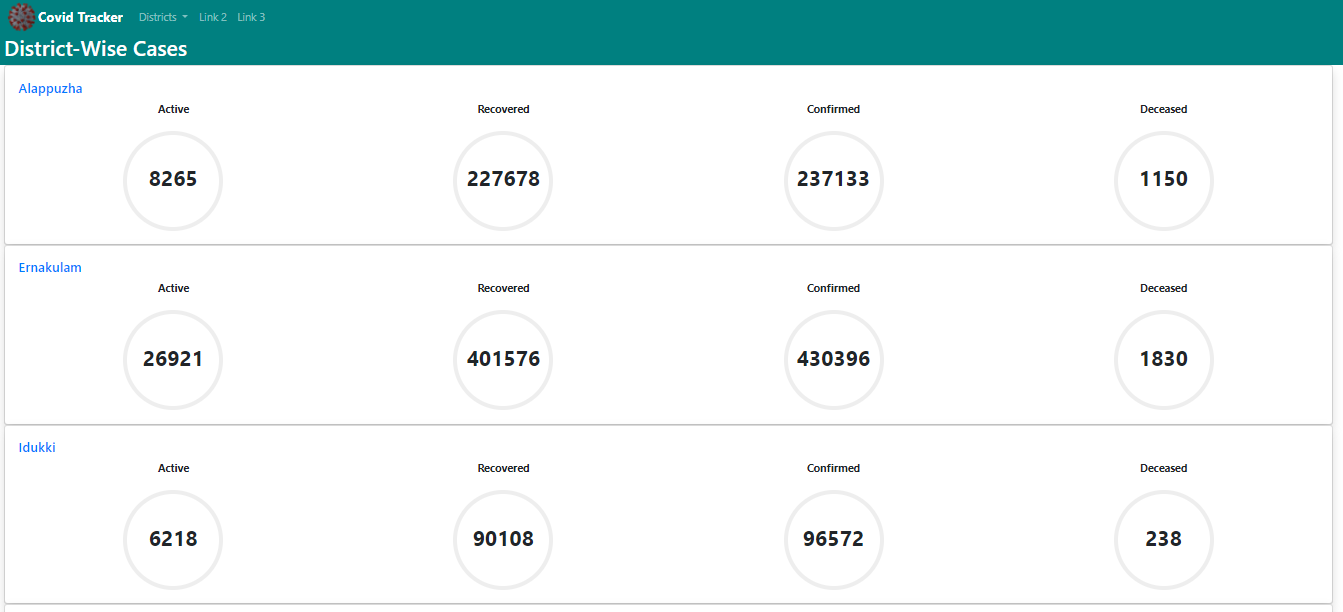 Covid Tracker Districts Link 2 Link 3
District-Wise Cases
Alappuzha
Active Recovered Confirmed Deceased
8265 227678 237133 1150
Ernakulam
Active Recovered Confirmed Deceased
26921 401576 430396 1830
Idukki
Active Recovered Confirmed Deceased
6218 90108 96572 238